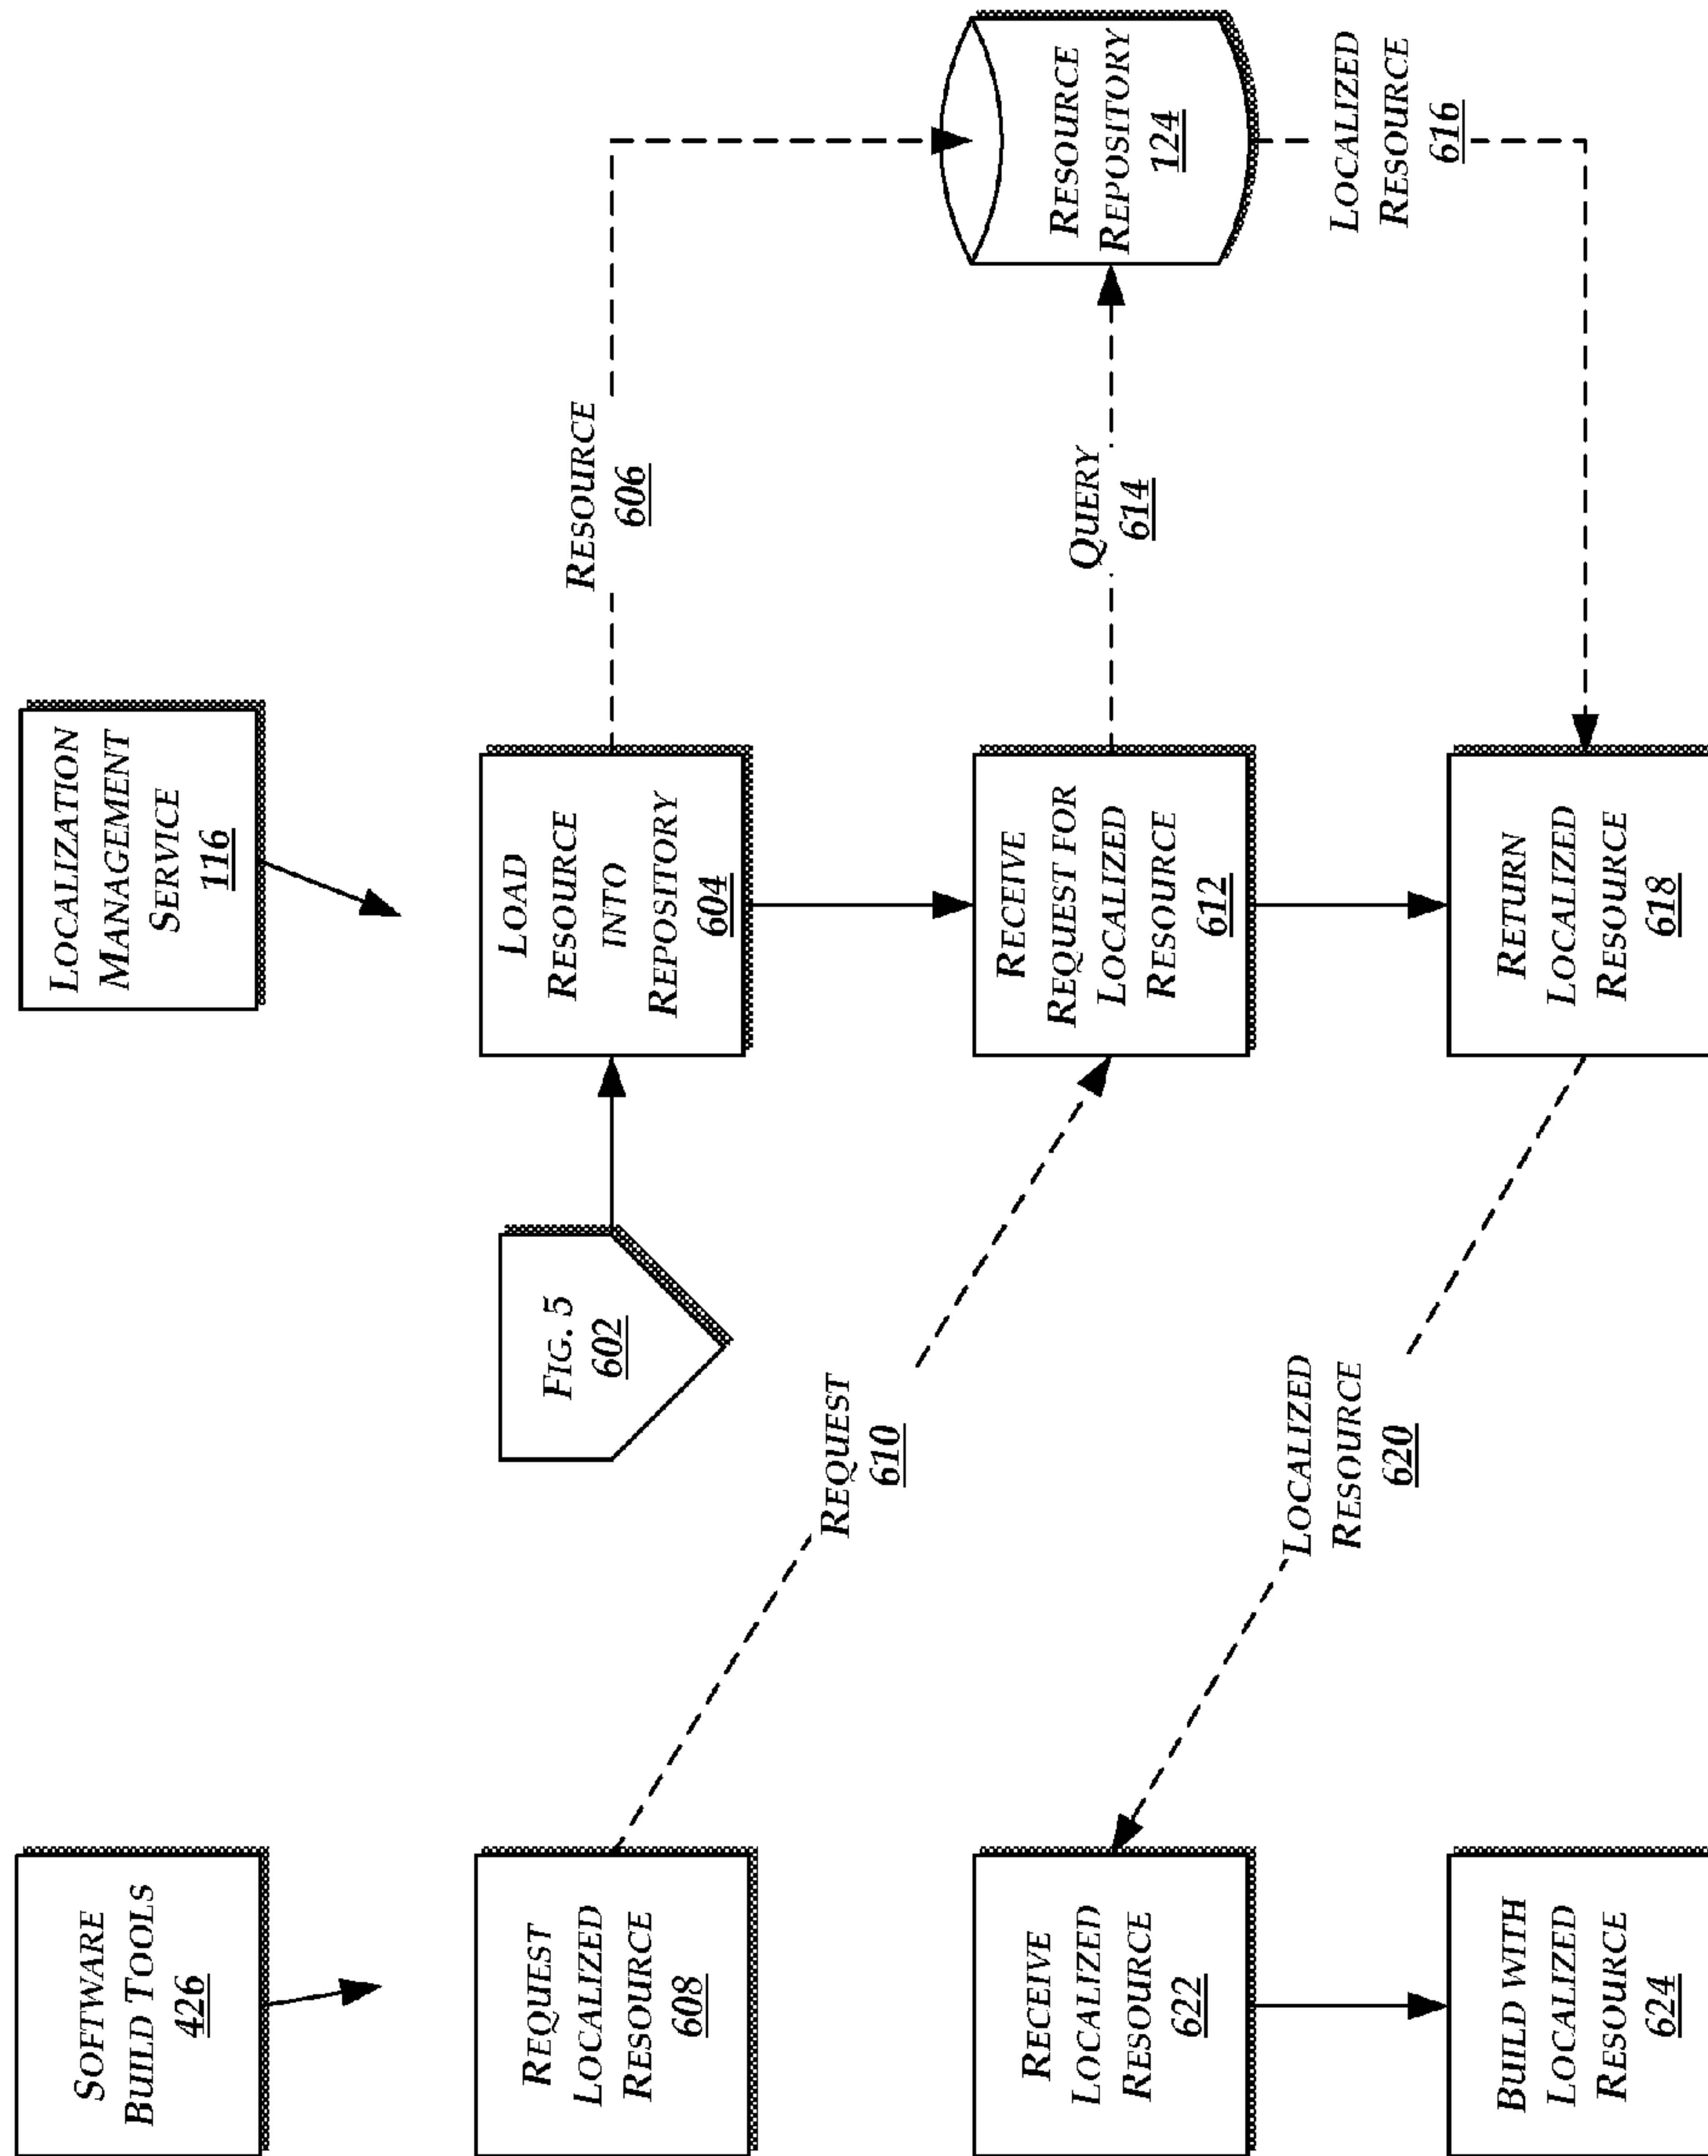 SOFTWARE
BUILD TOOLS
426
LOCALIZATION
MANAGEMENT
SERVICE
116
REQUEST
LOCALIZED
RESOURCE
608
FIG. 5
602
LOAD
RESOURCE
INTO
REPOSITORY
604
RESOURCE
606
REQUEST
610
RECEIVE
REQUEST FOR
LOCALIZED
RESOURCE
612
QUERY
614
RESOURCE
REPOSITORY
124
LOCALIZED
RESOURCE
616
RECEIVE
LOCALIZED
RESOURCE
622
LOCALIZED
RESOURCE
620
RETURN
LOCALIZED
RESOURCE
618
BUILD WITH
LOCALIZED
RESOURCE
624